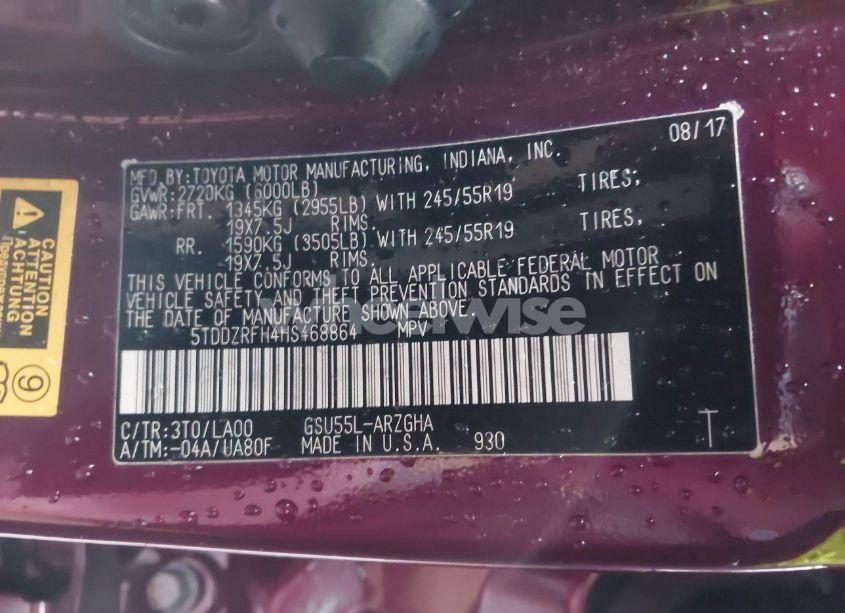 08/17
MFD.BY:TOYOTA MOTOR MANUFACTURING, INDIANA, INC.
GVWR:2720KG (6000LB)
GAWR:FRT. 1345KG (2955LB) WITH 245/55R19 TIRES,
19X7.5J RIMS.
RR. 1590KG (3505LB) WITH 245/55R19 TIRES,
19X7.5J RIMS.
THIS VEHICLE CONFORMS TO ALL APPLICABLE FEDERAL MOTOR
VEHICLE SAFETY AND THEFT PREVENTION STANDARDS IN EFFECT ON
THE DATE OF MANUFACTURE SHOWN ABOVE.
5TDDZRFH4HS468864 MPV
C/TR:3T0/LA00 GSU55L-ARZGHA
A/TM:-04A/UA80F MADE IN U.S.A. 930 T
CAUTION
ATTENTION
ACHTUNG
9